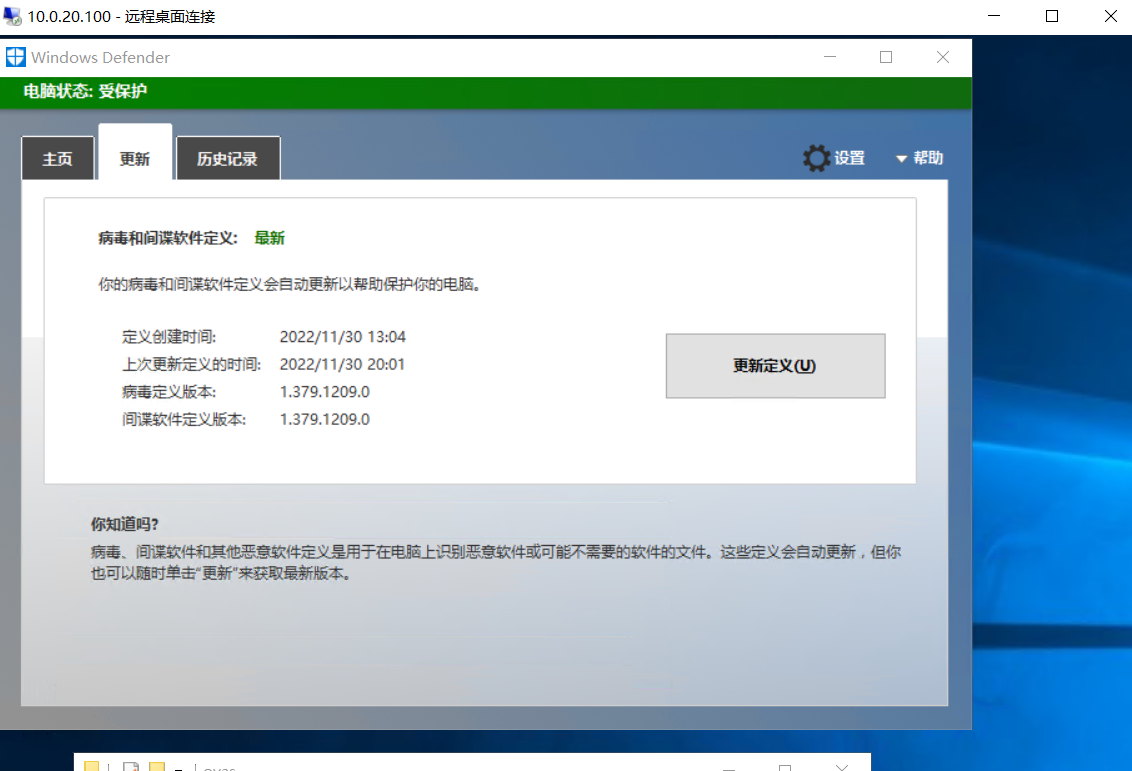 10.0.20.100 - 远程桌面连接
Windows Defender
电脑状态: 受保护
主页 更新 历史记录 设置 帮助
病毒和间谍软件定义: 最新
你的病毒和间谍软件定义会自动更新以帮助保护你的电脑。
定义创建时间: 2022/11/30 13:04
上次更新定义的时间: 2022/11/30 20:01
病毒定义版本: 1.379.1209.0
间谍软件定义版本: 1.379.1209.0
更新定义(U)
你知道吗?
病毒、间谍软件和其他恶意软件定义是用于在电脑上识别恶意软件或可能不需要的软件的文件。这些定义会自动更新，但你
也可以随时单击“更新”来获取最新版本。